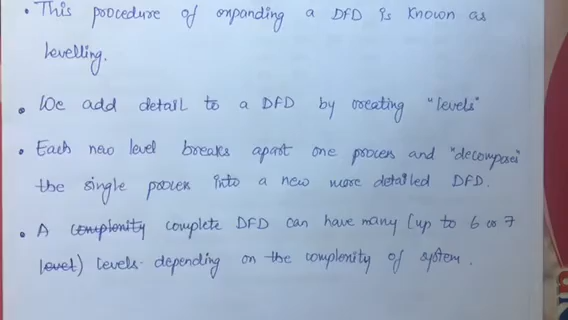 • This procedure of expanding a DFD is known as
levelling.
• We add detail to a DFD by creating "levels"
• Each new level breaks apart one process and "decomposes"
the single process into a new more detailed DFD.
• A complexity complete DFD can have many (up to 6 or 7
level) levels depending on the complexity of system.